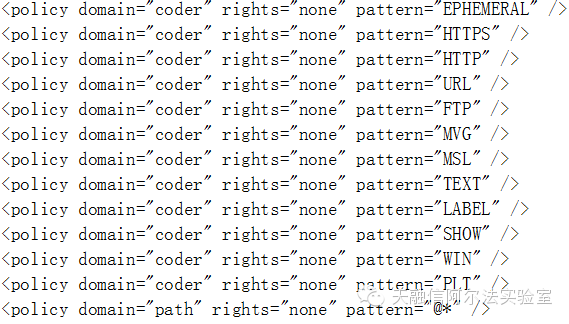 <policy domain="coder" rights="none" pattern="EPHEMERAL" />
<policy domain="coder" rights="none" pattern="HTTPS" />
<policy domain="coder" rights="none" pattern="HTTP" />
<policy domain="coder" rights="none" pattern="URL" />
<policy domain="coder" rights="none" pattern="FTP" />
<policy domain="coder" rights="none" pattern="MVG" />
<policy domain="coder" rights="none" pattern="MSL" />
<policy domain="coder" rights="none" pattern="TEXT" />
<policy domain="coder" rights="none" pattern="LABEL" />
<policy domain="coder" rights="none" pattern="SHOW" />
<policy domain="coder" rights="none" pattern="WIN" />
<policy domain="coder" rights="none" pattern="PLT" />
<policy domain="path" rights="none" pattern="@*" />
天融信阿尔法实验室